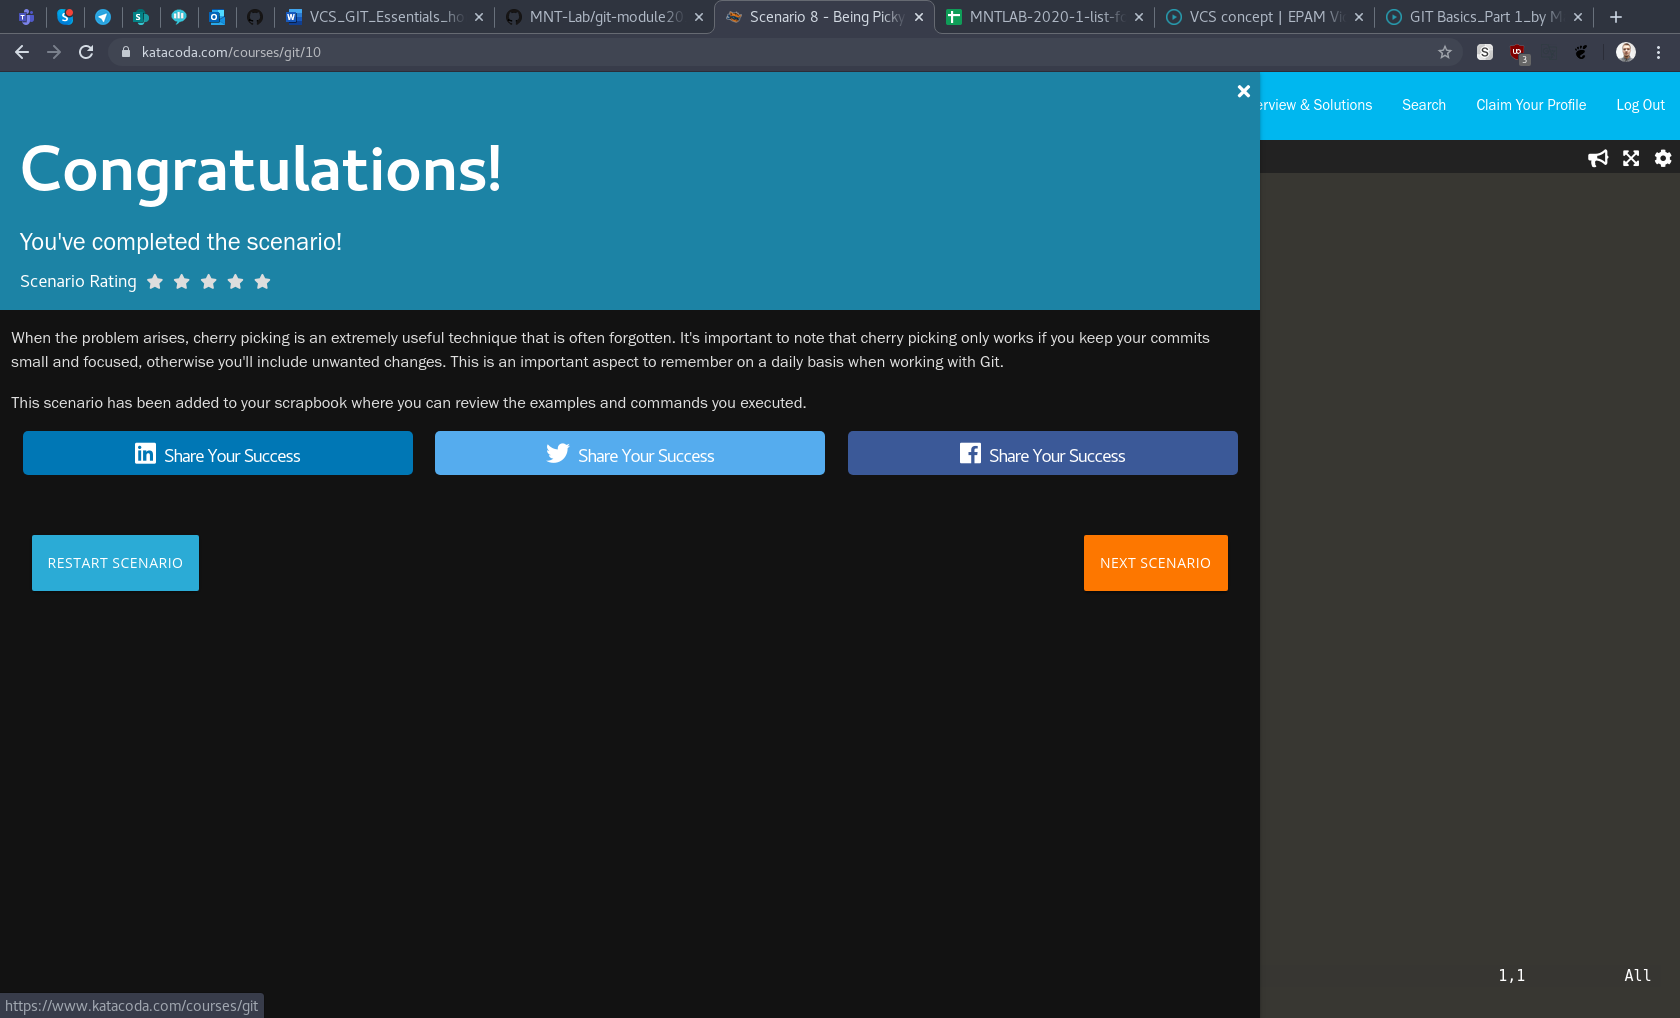 VCS_GIT_Essentials_ho
MNT-Lab/git-module20
Scenario 8 - Being Picky
MNTLAB-2020-1-list-fo
VCS concept | EPAM Vi
GIT Basics_Part 1_by M
katacoda.com/courses/git/10
3
erview & Solutions
Search
Claim Your Profile
Log Out
Congratulations!
You've completed the scenario!
Scenario Rating
When the problem arises, cherry picking is an extremely useful technique that is often forgotten. It's important to note that cherry picking only works if you keep your commits
small and focused, otherwise you'll include unwanted changes. This is an important aspect to remember on a daily basis when working with Git.
This scenario has been added to your scrapbook where you can review the examples and commands you executed.
Share Your Success
Share Your Success
Share Your Success
RESTART SCENARIO
NEXT SCENARIO
1,1
All
https://www.katacoda.com/courses/git